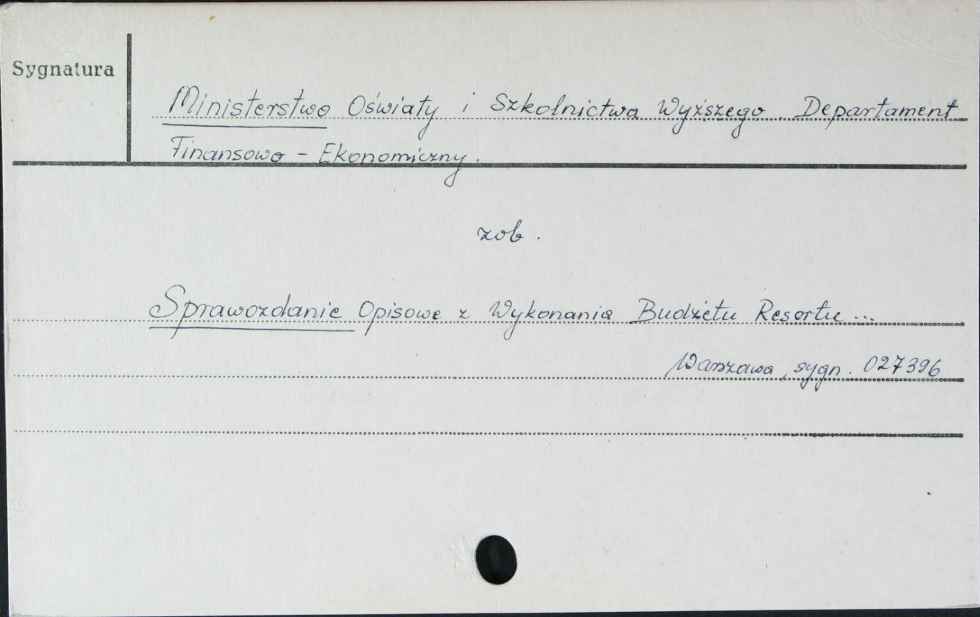 Sygnatura
Ministerstwo Oświaty i Szkolnictwa Wyższego. Departament
Finansowo - Ekonomiczny.
zob.
Sprawozdanie Opisowe z Wykonania Budżetu Resortu ...
Warszawa, sygn. 027396